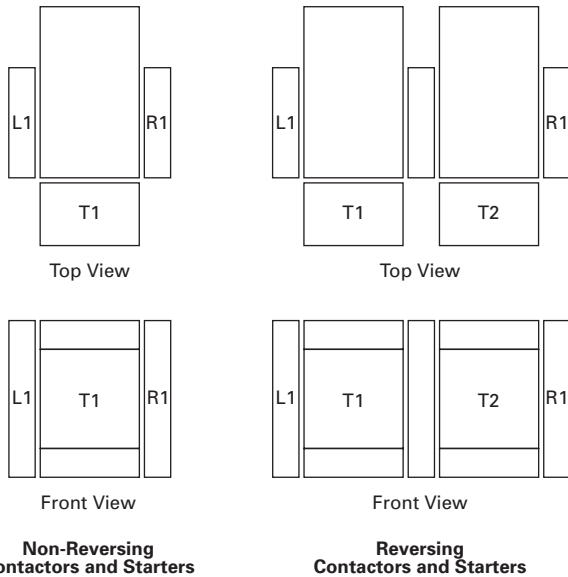 L1 R1 L1 R1
T1 T1 T2
Top View Top View
L1 T1 R1 L1 T1 T2 R1
Front View Front View
Non-Reversing Reversing
ontactors and Starters Contactors and Starters